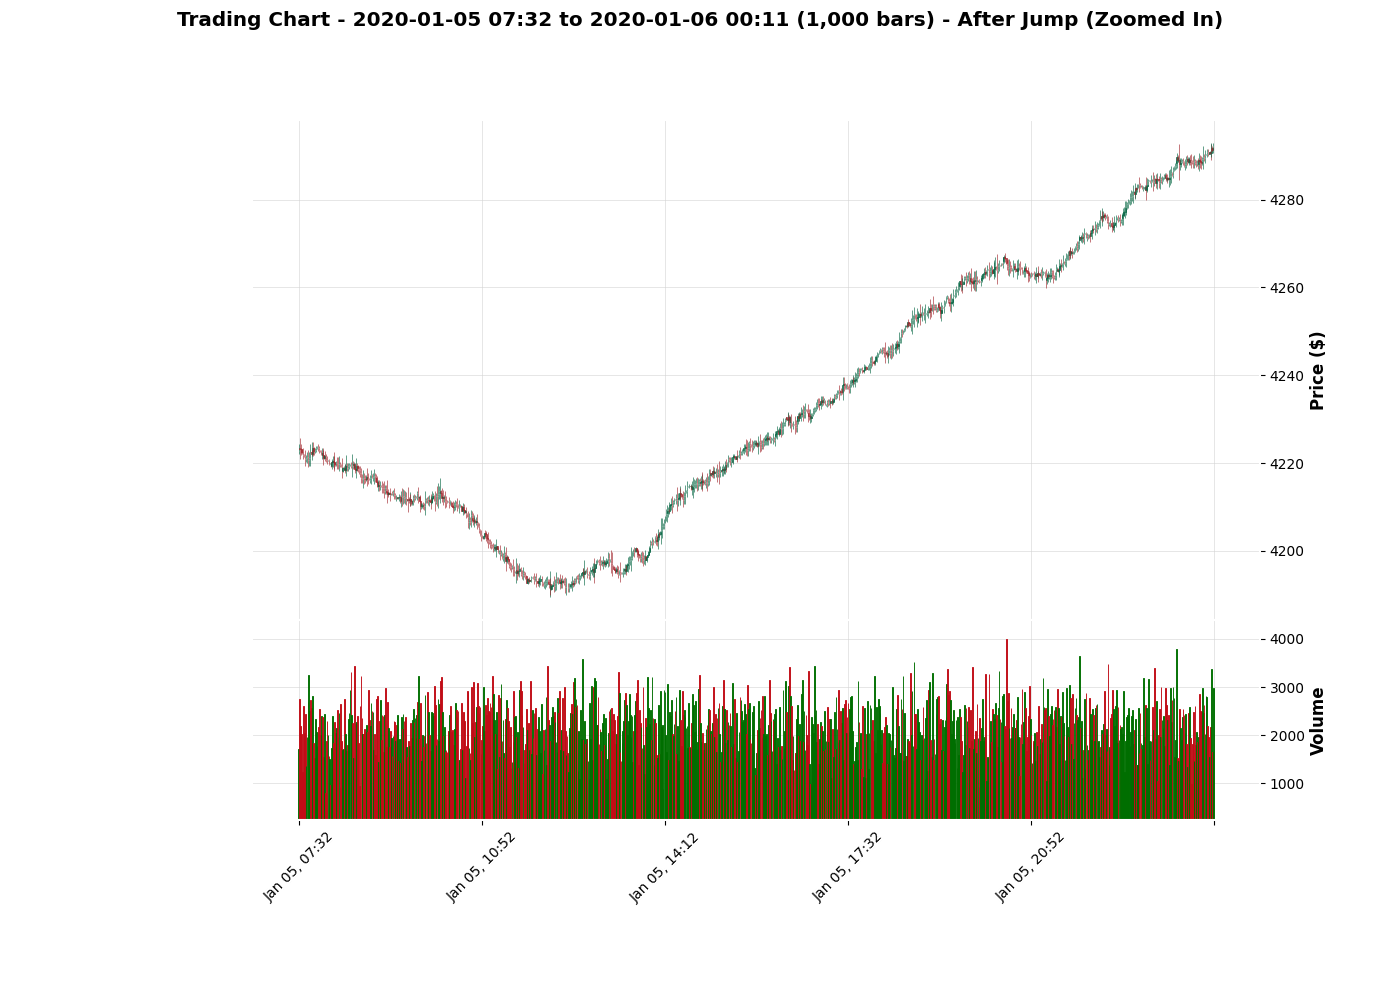 Trading Chart - 2020-01-05 07:32 to 2020-01-06 00:11 (1,000 bars) - After Jump (Zoomed In)
4280
4260
4240
4220
4200
Price ($)
4000
3000
2000
1000
Volume
Jan 05, 07:32
Jan 05, 10:52
Jan 05, 14:12
Jan 05, 17:32
Jan 05, 20:52